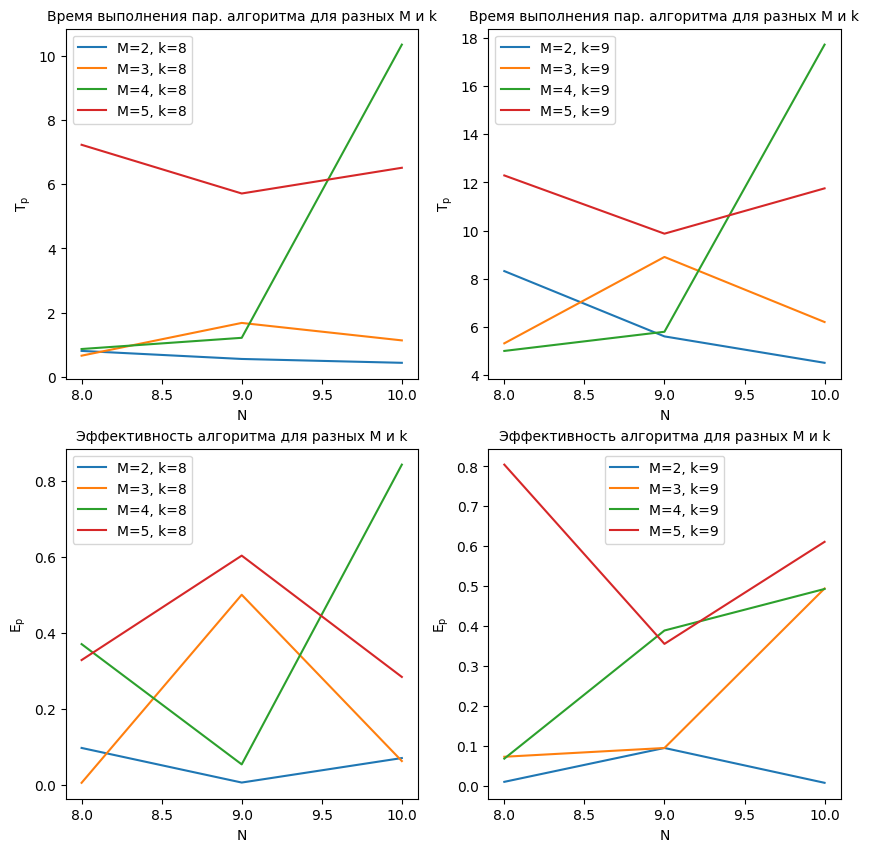 Время выполнения пар. алгоритма для разных M и k
M=2, k=8
M=3, k=8
M=4, k=8
M=5, k=8
10
8
6
4
2
0
Tp
8.0
8.5
9.0
9.5
10.0
N
Время выполнения пар. алгоритма для разных M и k
M=2, k=9
M=3, k=9
M=4, k=9
M=5, k=9
18
16
14
12
10
8
6
4
Tp
8.0
8.5
9.0
9.5
10.0
N
Эффективность алгоритма для разных M и k
M=2, k=8
M=3, k=8
M=4, k=8
M=5, k=8
0.8
0.6
0.4
0.2
0.0
Ep
8.0
8.5
9.0
9.5
10.0
N
Эффективность алгоритма для разных M и k
M=2, k=9
M=3, k=9
M=4, k=9
M=5, k=9
0.8
0.7
0.6
0.5
0.4
0.3
0.2
0.1
0.0
Ep
8.0
8.5
9.0
9.5
10.0
N